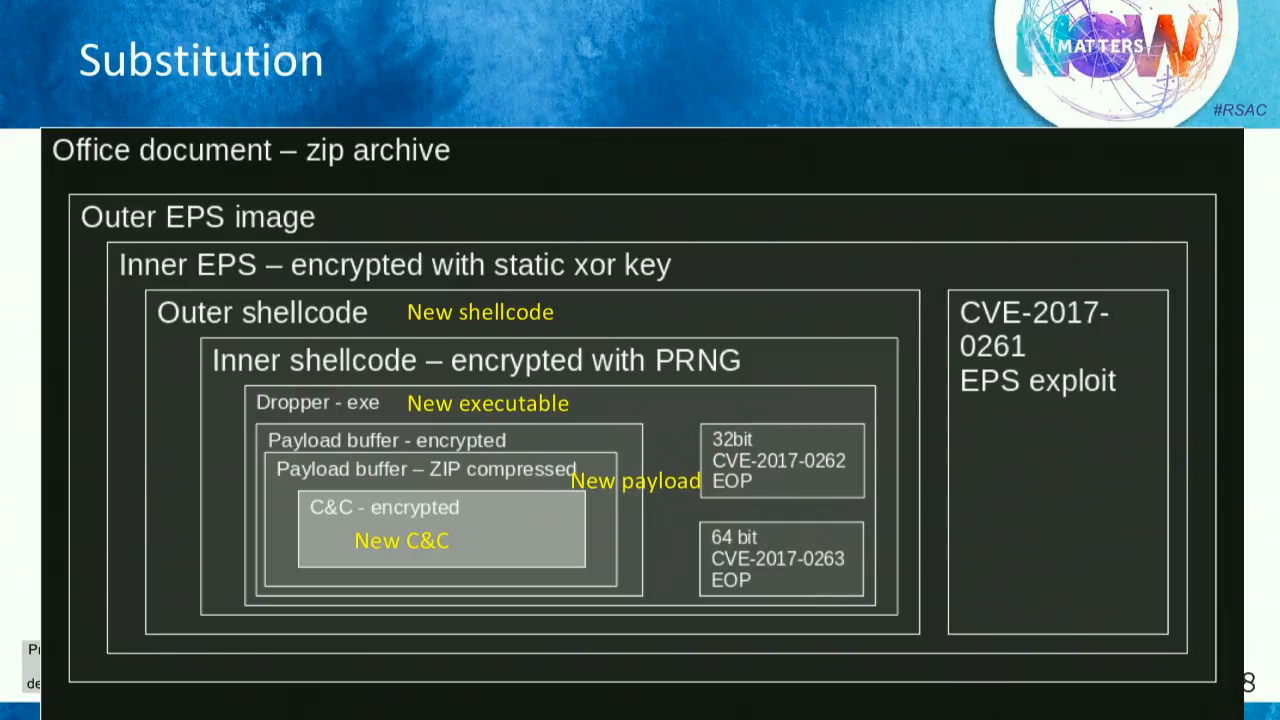 Substitution
NOW
MATTERS
#RSAC
Office document – zip archive
Outer EPS image
Inner EPS – encrypted with static xor key
Outer shellcode New shellcode
CVE-2017-
0261
EPS exploit
Inner shellcode – encrypted with PRNG
Dropper - exe New executable
Payload buffer - encrypted
Payload buffer – ZIP compressed
New payload
C&C - encrypted
New C&C
32bit
CVE-2017-0262
EOP
64 bit
CVE-2017-0263
EOP
8